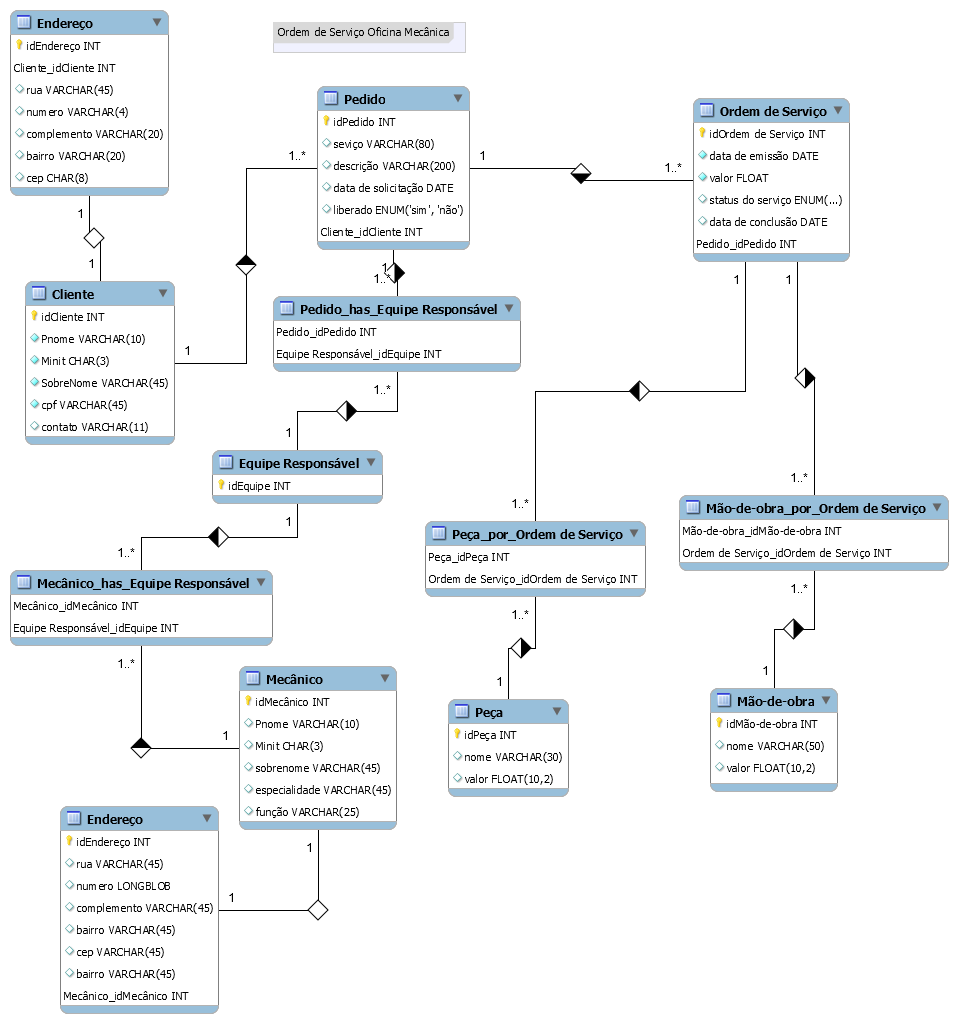 Ordem de Serviço Oficina Mecânica
Endereço
idEndereço INT
Cliente_idCliente INT
rua VARCHAR(45)
numero VARCHAR(4)
complemento VARCHAR(20)
bairro VARCHAR(20)
cep CHAR(8)
1
1
Cliente
idCliente INT
Pnome VARCHAR(10)
Minit CHAR(3)
SobreNome VARCHAR(45)
cpf VARCHAR(45)
contato VARCHAR(11)
1
1..*
Pedido
idPedido INT
seviço VARCHAR(80)
descrição VARCHAR(200)
data de solicitação DATE
liberado ENUM('sim', 'não')
Cliente_idCliente INT
1
1..*
Ordem de Serviço
idOrdem de Serviço INT
data de emissão DATE
valor FLOAT
status do serviço ENUM(...)
data de conclusão DATE
Pedido_idPedido INT
1
1..*
Pedido_has_Equipe Responsável
Pedido_idPedido INT
Equipe Responsável_idEquipe INT
1..*
1
Equipe Responsável
idEquipe INT
1
1..*
Mecânico_has_Equipe Responsável
Mecânico_idMecânico INT
Equipe Responsável_idEquipe INT
1..*
1
Mecânico
idMecânico INT
Pnome VARCHAR(10)
Minit CHAR(3)
sobrenome VARCHAR(45)
especialidade VARCHAR(45)
função VARCHAR(25)
1
1
Endereço
idEndereço INT
rua VARCHAR(45)
numero LONGBLOB
complemento VARCHAR(45)
bairro VARCHAR(45)
cep VARCHAR(45)
bairro VARCHAR(45)
Mecânico_idMecânico INT
1
1..*
Peça_por_Ordem de Serviço
Peça_idPeça INT
Ordem de Serviço_idOrdem de Serviço INT
1..*
1
Peça
idPeça INT
nome VARCHAR(30)
valor FLOAT(10,2)
1
1..*
Mão-de-obra_por_Ordem de Serviço
Mão-de-obra_idMão-de-obra INT
Ordem de Serviço_idOrdem de Serviço INT
1..*
1
Mão-de-obra
idMão-de-obra INT
nome VARCHAR(50)
valor FLOAT(10,2)